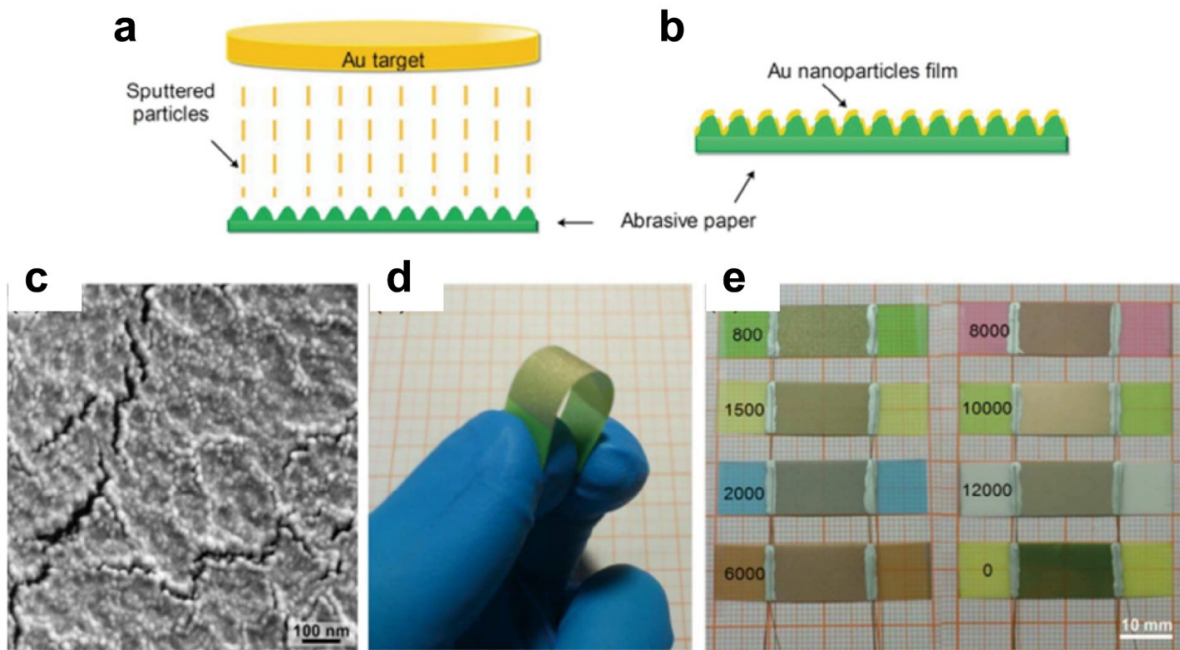 a
Au target
Sputtered
particles
b
Au nanoparticles film
Abrasive paper
c
100 nm
d
e
800
8000
1500
10000
2000
12000
6000
0
10 mm